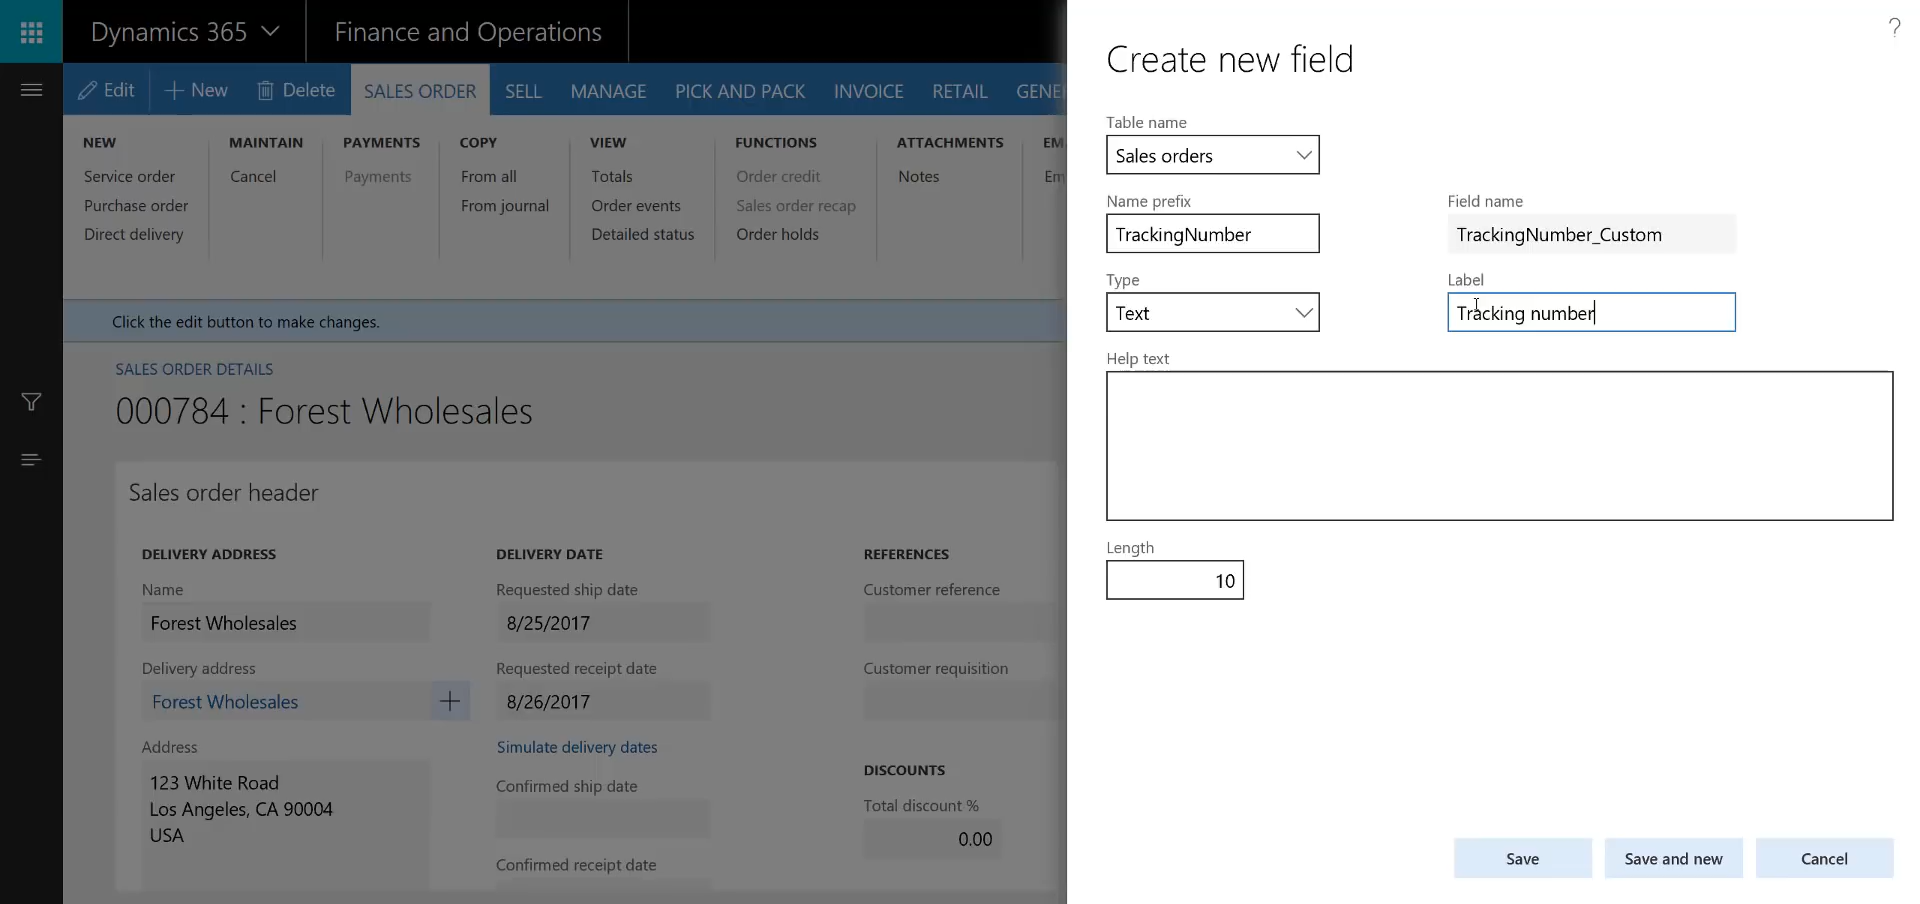 Dynamics 365
Finance and Operations
?
Edit
New
Delete
SALES ORDER
SELL
MANAGE
PICK AND PACK
INVOICE
RETAIL
GENE
NEW
Service order
Purchase order
Direct delivery
MAINTAIN
Cancel
PAYMENTS
Payments
COPY
From all
From journal
VIEW
Totals
Order events
Detailed status
FUNCTIONS
Order credit
Sales order recap
Order holds
ATTACHMENTS
Notes
EM
Em
Click the edit button to make changes.
SALES ORDER DETAILS
000784 : Forest Wholesales
Sales order header
DELIVERY ADDRESS
Name
Forest Wholesales
Delivery address
Forest Wholesales
Address
123 White Road
Los Angeles, CA 90004
USA
DELIVERY DATE
Requested ship date
8/25/2017
Requested receipt date
8/26/2017
Simulate delivery dates
Confirmed ship date
Confirmed receipt date
REFERENCES
Customer reference
Customer requisition
DISCOUNTS
Total discount %
0.00
Create new field
Table name
Sales orders
Name prefix
TrackingNumber
Field name
TrackingNumber_Custom
Type
Text
Label
Tracking number
Help text
Length
10
Save
Save and new
Cancel